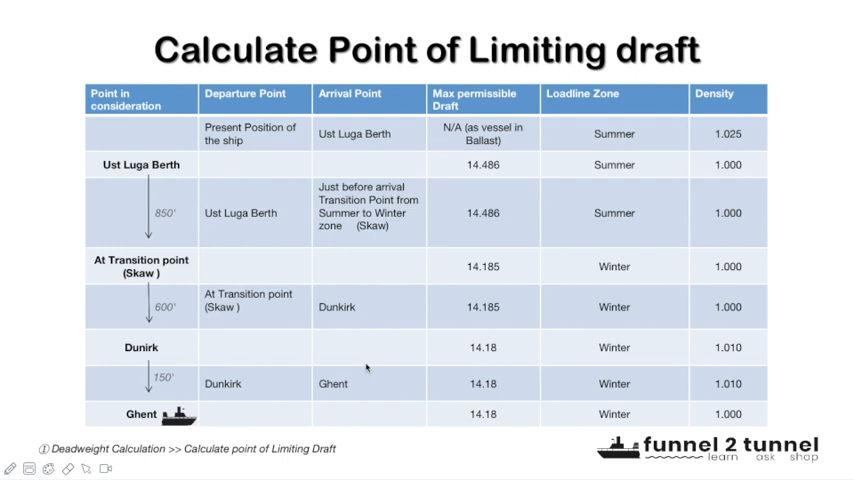 Calculate Point of Limiting draft
Point in consideration | Departure Point | Arrival Point | Max permissible Draft | Loadline Zone | Density
Present Position of the ship | Ust Luga Berth | N/A (as vessel in Ballast) | Summer | 1.025
Ust Luga Berth | 14.486 | Summer | 1.000
850' | Ust Luga Berth | Just before arrival Transition Point from Summer to Winter zone (Skaw) | 14.486 | Summer | 1.000
At Transition point (Skaw ) | 14.185 | Winter | 1.000
600' | At Transition point (Skaw ) | Dunkirk | 14.185 | Winter | 1.000
Dunirk | 14.18 | Winter | 1.010
150' | Dunkirk | Ghent | 14.18 | Winter | 1.010
Ghent | 14.18 | Winter | 1.000
① Deadweight Calculation >> Calculate point of Limiting Draft
funnel 2 tunnel
learn ask shop